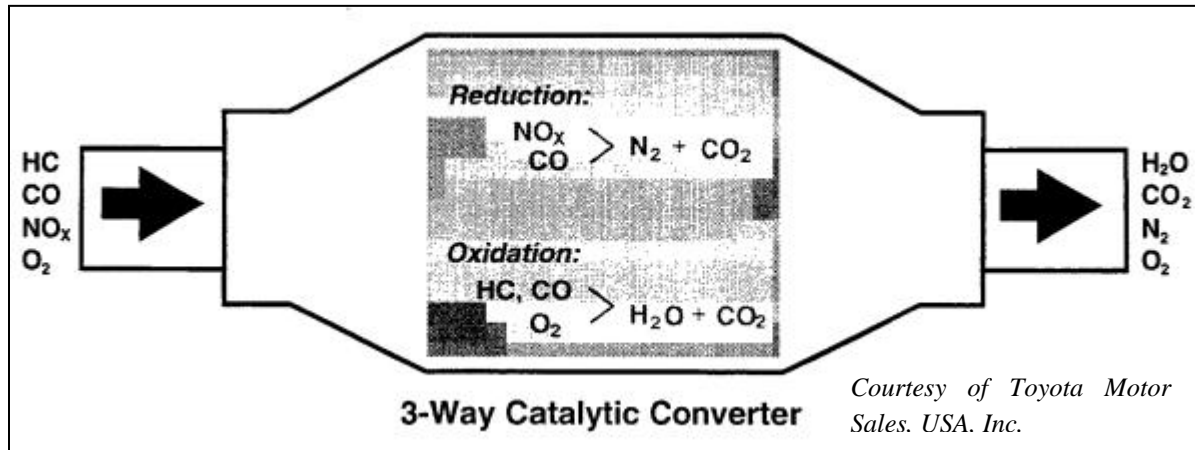 HC
CO
NOₓ
O₂
Reduction:
NOₓ
CO > N₂ + CO₂
Oxidation:
HC, CO
O₂ > H₂O + CO₂
H₂O
CO₂
N₂
O₂
3-Way Catalytic Converter
Courtesy of Toyota Motor
Sales. USA. Inc.